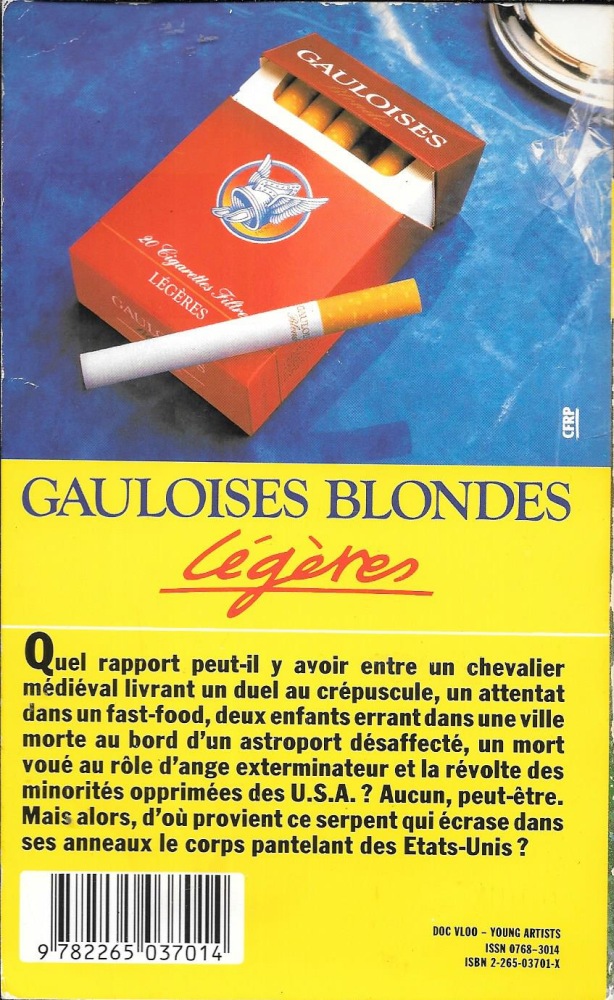 GAULOISES
Blondes
20 Cigarettes Filtre
LÉGÈRES
CFRP
GAULOISES BLONDES
légères
Quel rapport peut-il y avoir entre un chevalier
médiéval livrant un duel au crépuscule, un attentat
dans un fast-food, deux enfants errant dans une ville
morte au bord d'un astroport désaffecté, un mort
voué au rôle d'ange exterminateur et la révolte des
minorités opprimées des U.S.A. ? Aucun, peut-être.
Mais alors, d'où provient ce serpent qui écrase dans
ses anneaux le corps pantelant des Etats-Unis ?
9 782265 037014
DOC VLOO – YOUNG ARTISTS
ISSN 0768-3014
ISBN 2-265-03701-X